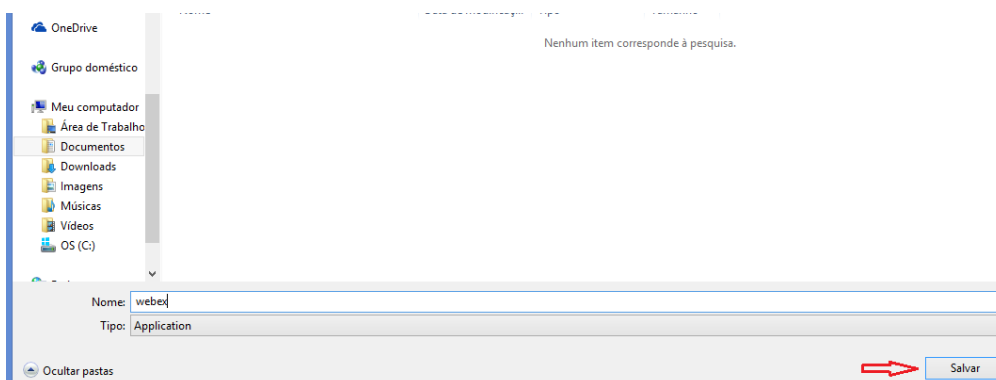 OneDrive
Nenhum item corresponde à pesquisa.
Grupo doméstico
Meu computador
Área de Trabalho
Documentos
Downloads
Imagens
Músicas
Vídeos
OS (C:)
Nome: webex
Tipo: Application
Ocultar pastas
Salvar